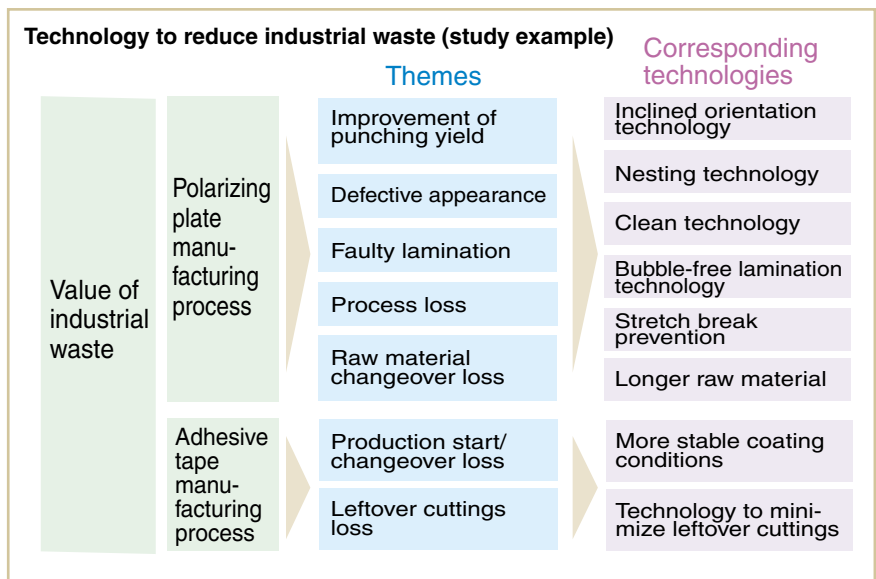 Technology to reduce industrial waste (study example)
Themes
Corresponding
technologies
Value of
industrial
waste
Polarizing
plate
manu-
facturing
process
Improvement of
punching yield
Defective appearance
Faulty lamination
Process loss
Raw material
changeover loss
Inclined orientation
technology
Nesting technology
Clean technology
Bubble-free lamination
technology
Stretch break
prevention
Longer raw material
Adhesive
tape
manu-
facturing
process
Production start/
changeover loss
Leftover cuttings
loss
More stable coating
conditions
Technology to mini-
mize leftover cuttings